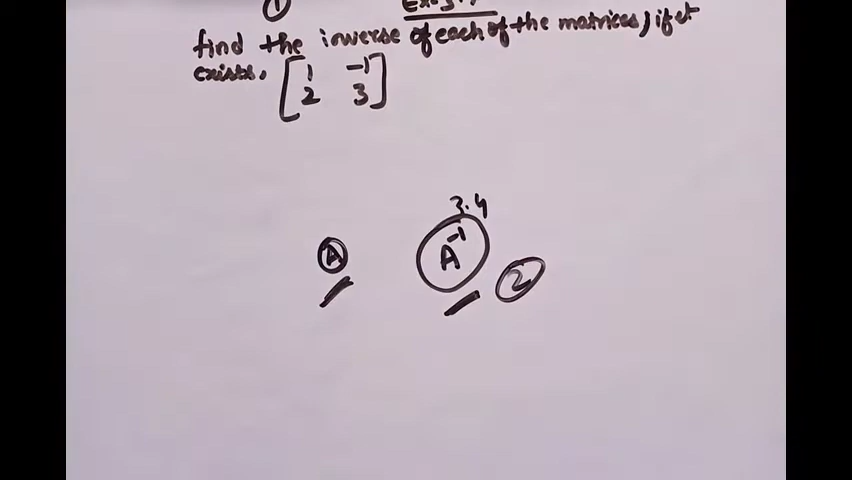 ①
find the inverse of each of the matrices, if it
exists. [1 -1
2 3]
3.4
A A⁻¹ 2